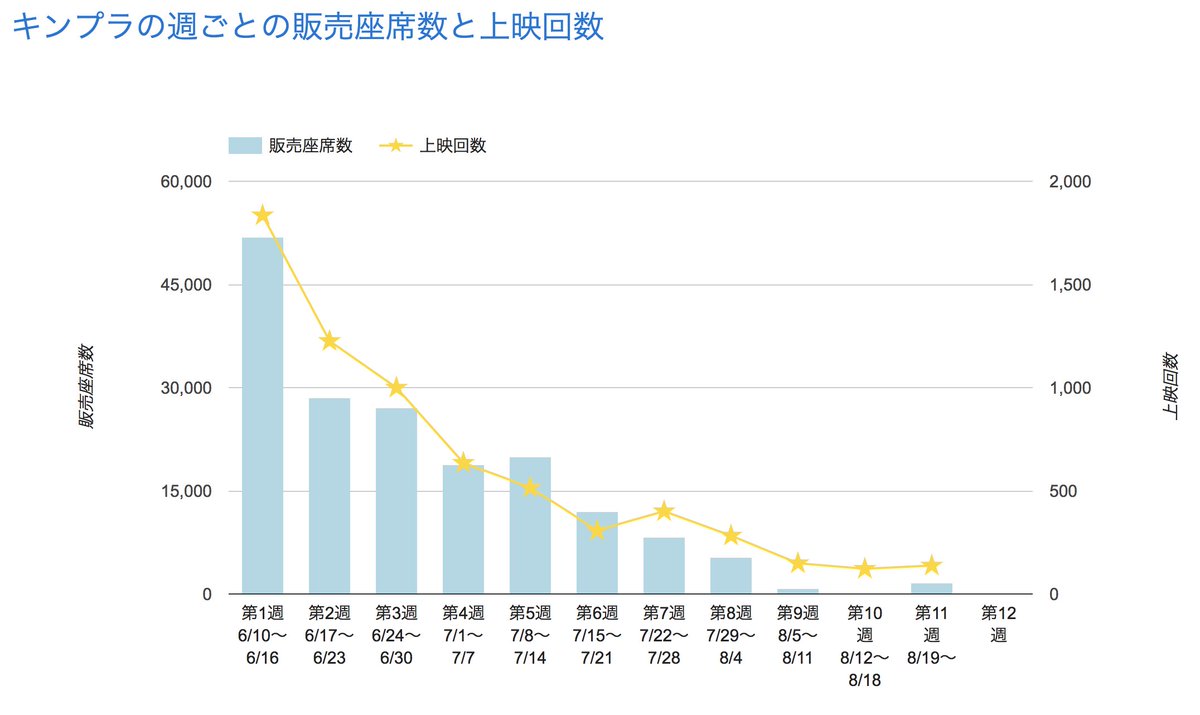 キンプラの週ごとの販売座席数と上映回数
販売座席数 上映回数
60,000
45,000
30,000
15,000
0
販売座席数
2,000
1,500
1,000
500
0
上映回数
第1週
6/10〜
6/16
第2週
6/17〜
6/23
第3週
6/24〜
6/30
第4週
7/1〜
7/7
第5週
7/8〜
7/14
第6週
7/15〜
7/21
第7週
7/22〜
7/28
第8週
7/29〜
8/4
第9週
8/5〜
8/11
第10
週
8/12〜
8/18
第11
週
8/19〜
第12
週